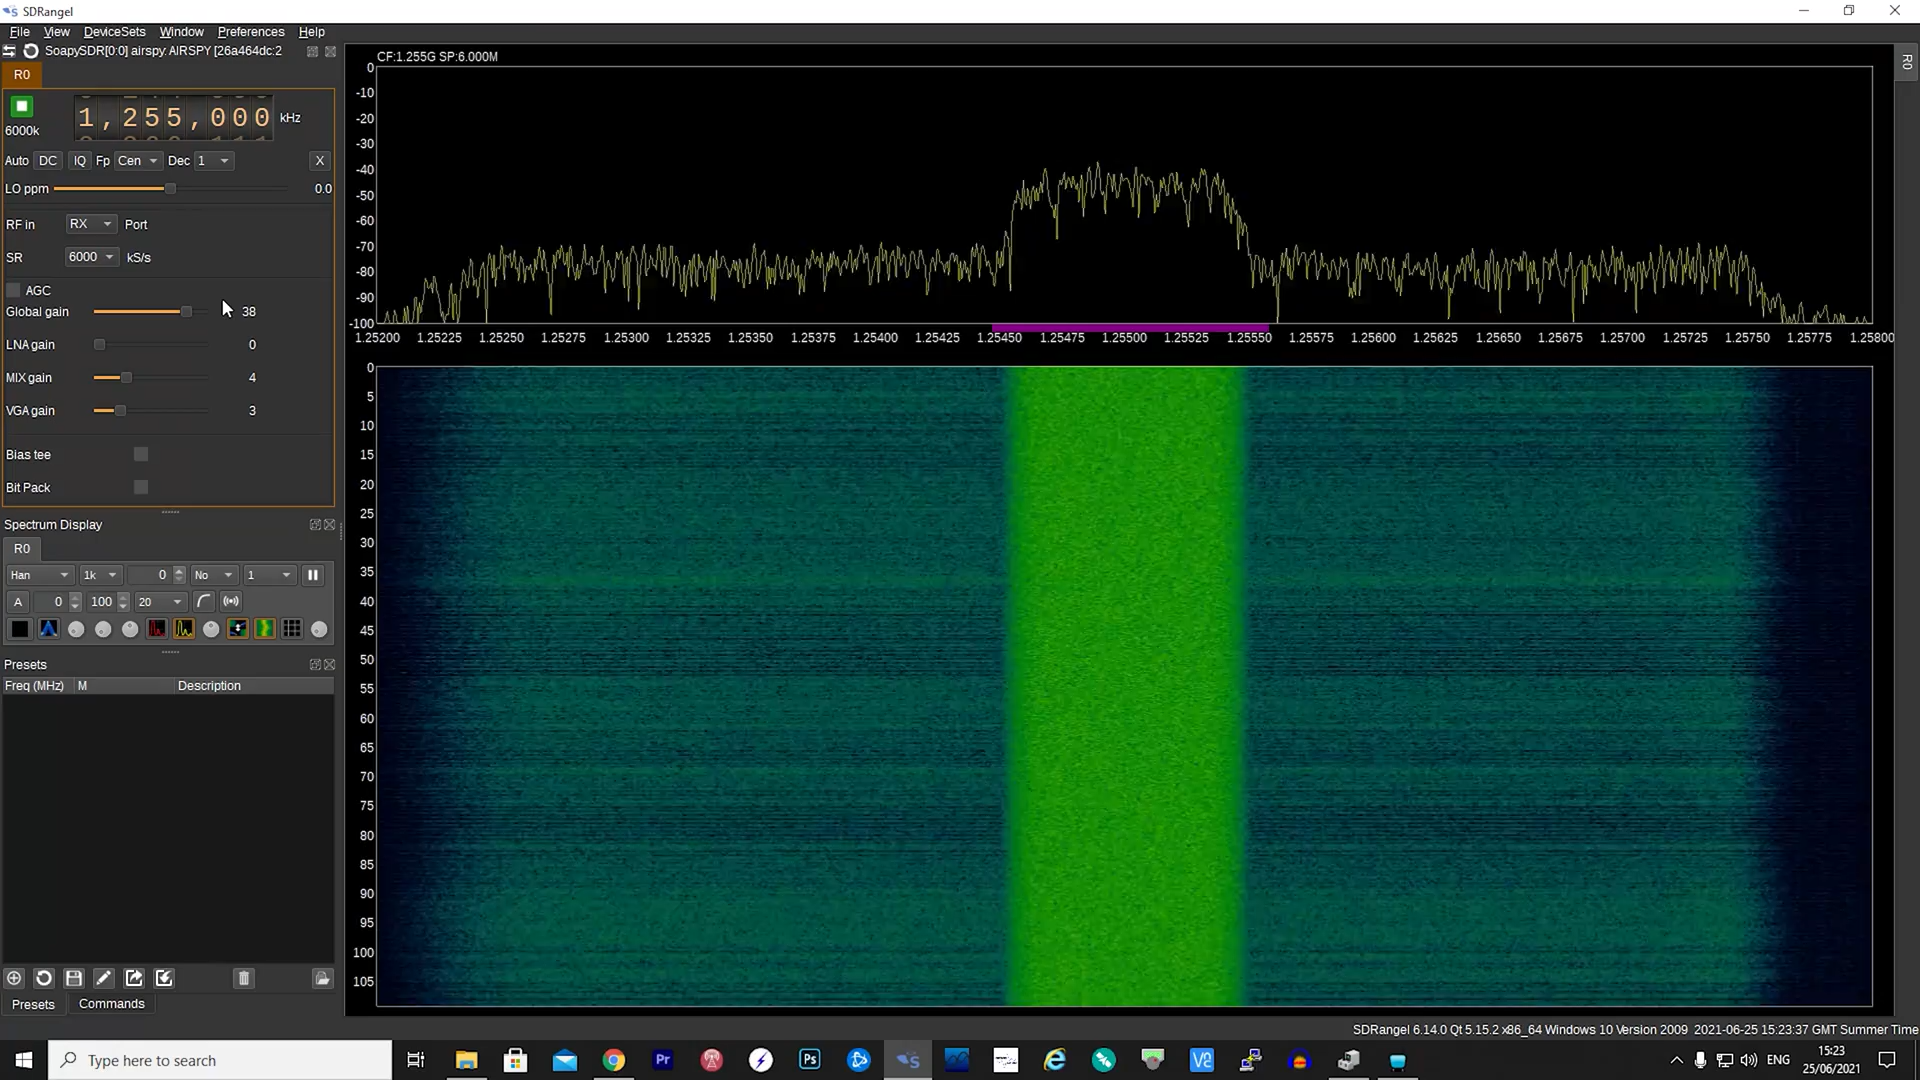 SDRangel
File View DeviceSets Window Preferences Help
SoapySDR[0:0] airspy: AIRSPY [26a464dc:2
R0
1,255,000 kHz
6000k
Auto DC IQ Fp Cen Dec 1 X
LO ppm 0.0
RF in RX Port
SR 6000 kS/s
AGC
Global gain 38
LNA gain 0
MIX gain 4
VGA gain 3
Bias tee
Bit Pack
Spectrum Display
R0
Han 1k 0 No 1
A 0 100 20
Presets
Freq (MHz) M Description
Presets Commands
CF:1.255G SP:6.000M
R0
0
-10
-20
-30
-40
-50
-60
-70
-80
-90
-100
1.25200 1.25225 1.25250 1.25300 1.25350 1.25375 1.25400 1.25425 1.25450 1.25475 1.25500 1.25525 1.25550 1.25575 1.25600 1.25625 1.25650 1.25675 1.25700 1.25750 1.25800
0
5
10
15
20
25
30
35
40
45
50
55
60
65
70
75
80
85
90
95
100
105
SDRangel 6.14.0 Qt 5.15.2 x86_64 Windows 10 Version 2009 2021-06-25 15:23:37 GMT Summer Time
Type here to search
Pr
Ps
ENG
15:23
25/06/2021